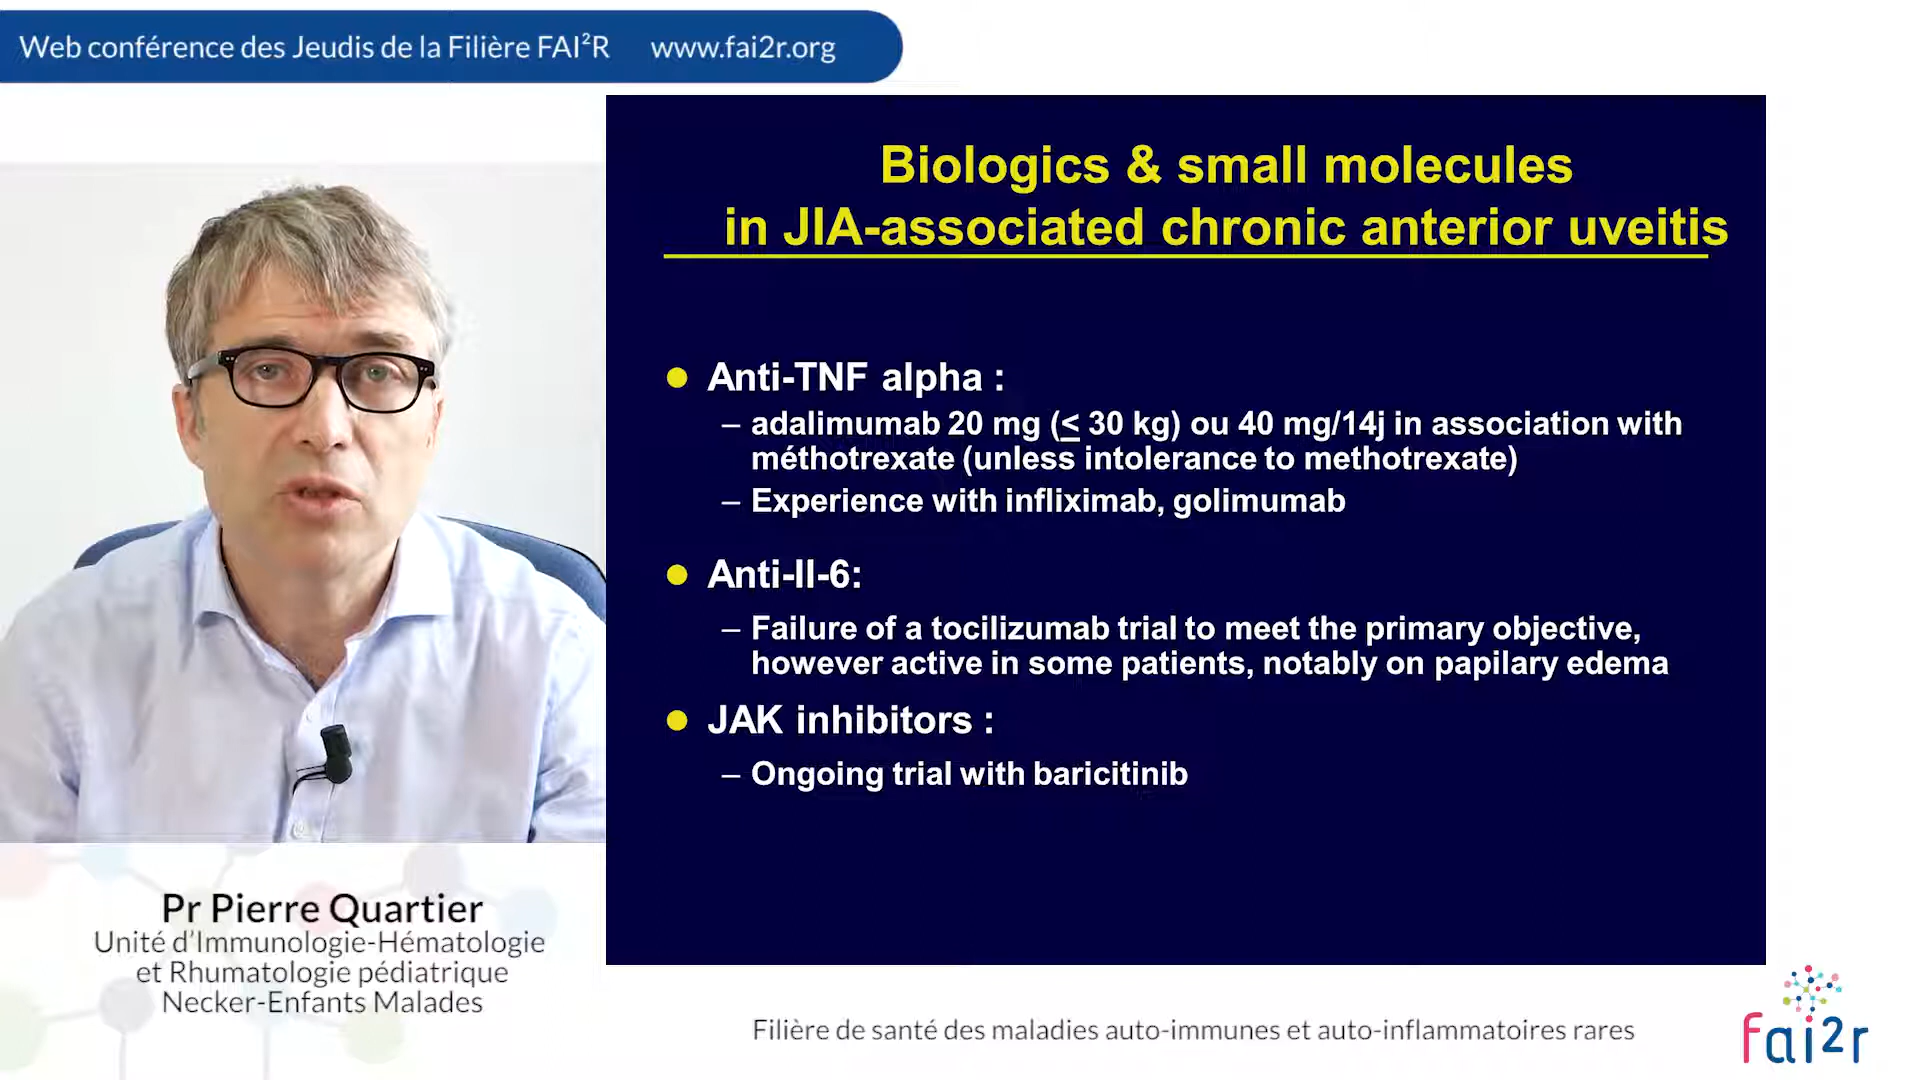 Web conférence des Jeudis de la Filière FAI²R www.fai2r.org
Biologics & small molecules
in JIA-associated chronic anterior uveitis
● Anti-TNF alpha :
– adalimumab 20 mg (≤ 30 kg) ou 40 mg/14j in association with
méthotrexate (unless intolerance to methotrexate)
– Experience with infliximab, golimumab
● Anti-Il-6:
– Failure of a tocilizumab trial to meet the primary objective,
however active in some patients, notably on papilary edema
● JAK inhibitors :
– Ongoing trial with baricitinib
Pr Pierre Quartier
Unité d'Immunologie-Hématologie
et Rhumatologie pédiatrique
Necker-Enfants Malades
Filière de santé des maladies auto-immunes et auto-inflammatoires rares
fai2r